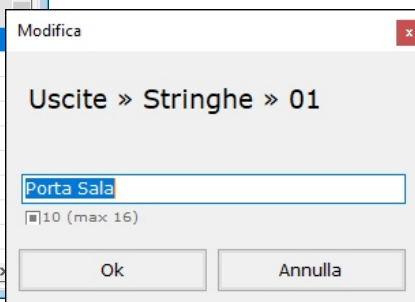 Modifica
x
Uscite » Stringhe » 01
Porta Sala
10 (max 16)
Ok
Annulla